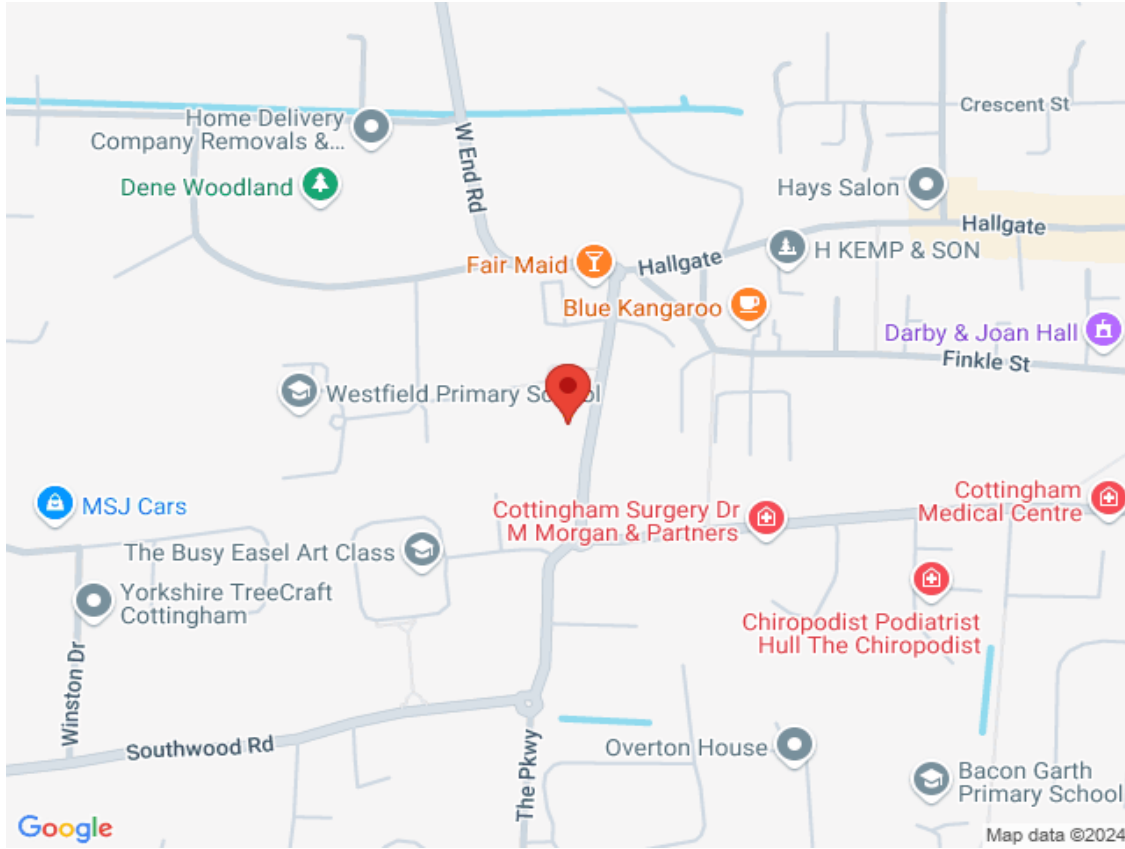 Crescent St
Home Delivery
Company Removals &...
W End Rd
Dene Woodland
Hays Salon
Hallgate
H KEMP & SON
Hallgate
Fair Maid
Blue Kangaroo
Darby & Joan Hall
Finkle St
Westfield Primary School
MSJ Cars
Cottingham Surgery Dr
M Morgan & Partners
Cottingham
Medical Centre
The Busy Easel Art Class
Yorkshire TreeCraft
Cottingham
Chiropodist Podiatrist
Hull The Chiropodist
Winston Dr
Southwood Rd
The Pkwy
Overton House
Bacon Garth
Primary School
Google
Map data ©2024